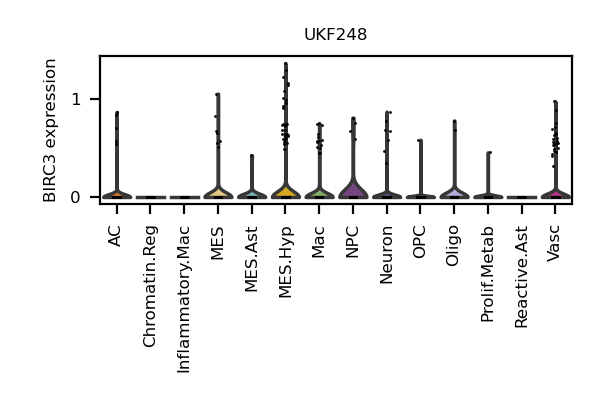 UKF248
BIRC3 expression
1
0
AC
Chromatin.Reg
Inflammatory.Mac
MES
MES.Ast
MES.Hyp
Mac
NPC
Neuron
OPC
Oligo
Prolif.Metab
Reactive.Ast
Vasc